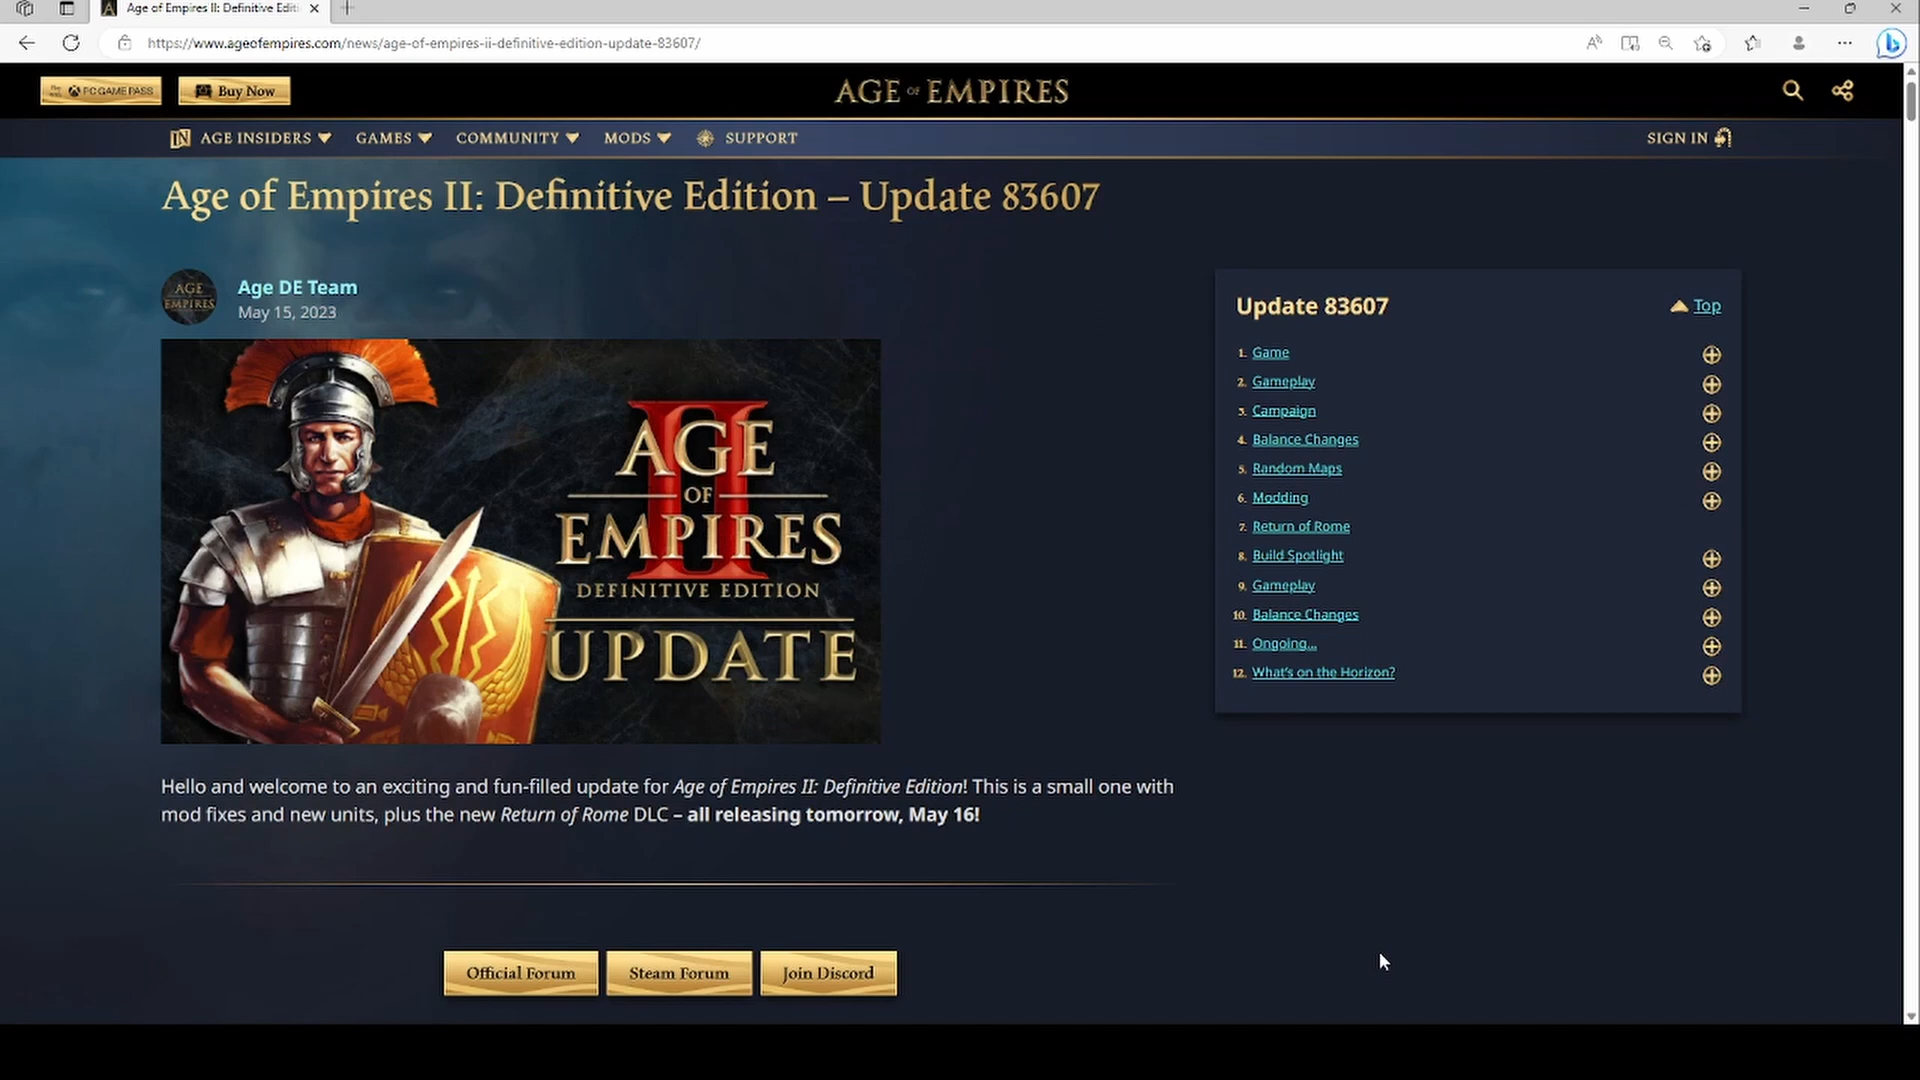 Age of Empires II: Definitive Editi
https://www.ageofempires.com/news/age-of-empires-ii-definitive-edition-update-83607/
PC GAME PASS
Buy Now
AGE OF EMPIRES
AGE INSIDERS
GAMES
COMMUNITY
MODS
SUPPORT
SIGN IN
Age of Empires II: Definitive Edition – Update 83607
AGE OF EMPIRES
Age DE Team
May 15, 2023
II
AGE
OF
EMPIRES
DEFINITIVE EDITION
UPDATE
Hello and welcome to an exciting and fun-filled update for Age of Empires II: Definitive Edition! This is a small one with
mod fixes and new units, plus the new Return of Rome DLC – all releasing tomorrow, May 16!
Official Forum
Steam Forum
Join Discord
Update 83607
Top
1. Game
2. Gameplay
3. Campaign
4. Balance Changes
5. Random Maps
6. Modding
7. Return of Rome
8. Build Spotlight
9. Gameplay
10. Balance Changes
11. Ongoing...
12. What's on the Horizon?